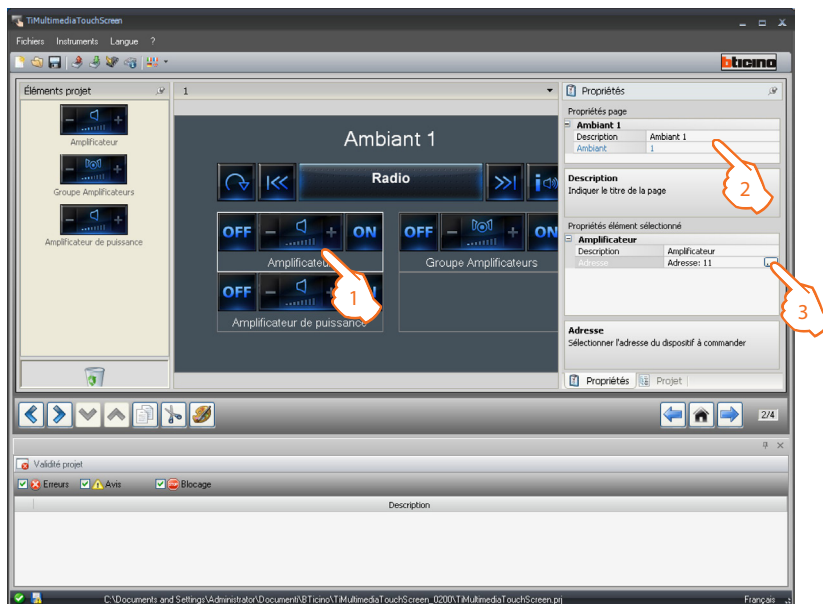 TiMultimediaTouchScreen
Fichiers Instruments Langue ?
bticino
Éléments projet
Amplificateur
Groupe Amplificateurs
Amplificateur de puissance
1
Ambiant 1
Radio
OFF ON
OFF ON
Amplificateur
Groupe Amplificateurs
OFF
Amplificateur de puissance
1
Propriétés
Propriétés page
Ambiant 1
Description Ambiant 1
Ambiant 1
2
Description
Indiquer le titre de la page
Propriétés élément sélectionné
Amplificateur
Description Amplificateur
Adresse Adresse: 11
...
3
Adresse
Sélectionner l'adresse du dispositif à commander
Propriétés Projet
2/4
Validité projet
Erreurs Avis Blocage
Description
C:\Documents and Settings\Administrator\Documenti\BTicino\TiMultimediaTouchScreen_0200\TiMultimediaTouchScreen.prj
Français